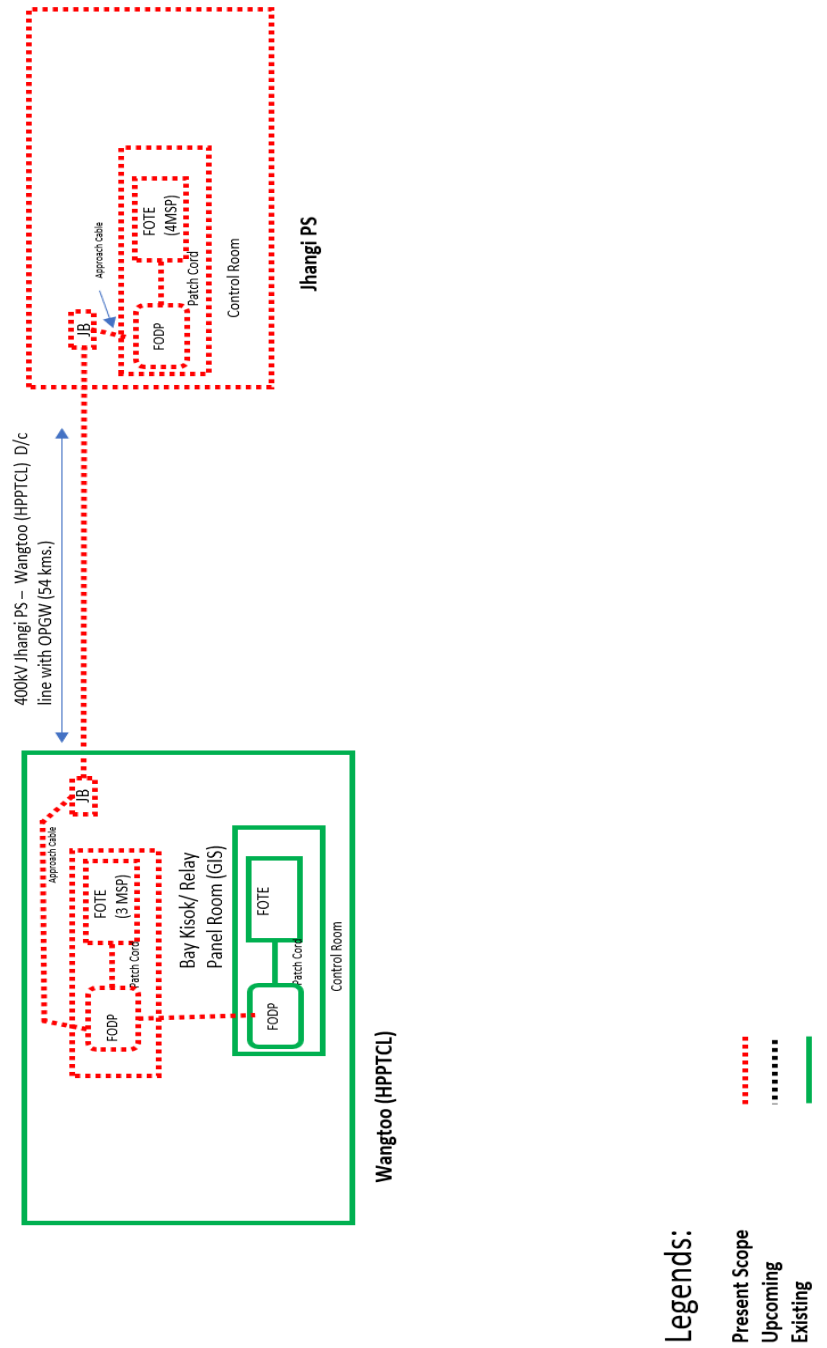 400kV Jhangi PS – Wangtoo (HPPTCL) D/c
line with OPGW (54 kms.)
JB
Approach Cable
FOTE
(3 MSP)
Patch Cord
FODP
Bay Kisok/ Relay
Panel Room (GIS)
FOTE
Patch Cord
FODP
Control Room
Wangtoo (HPPTCL)
JB
Approach Cable
FOTE
(4MSP)
Patch Cord
FODP
Control Room
Jhangi PS
Legends:
Present Scope
Upcoming
Existing